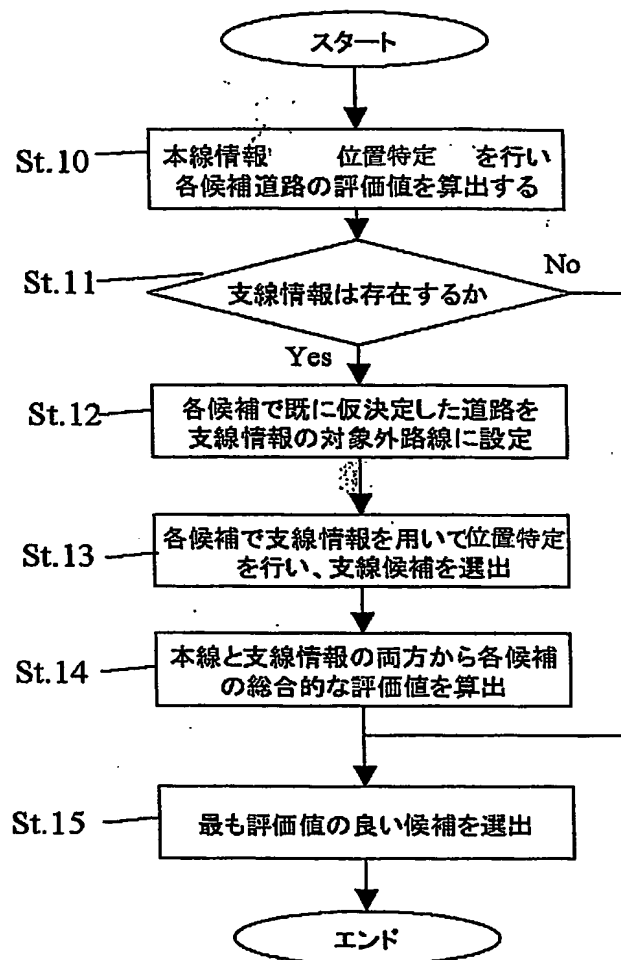 スタート
St.10
本線情報 位置特定 を行い
各候補道路の評価値を算出する
St.11
支線情報は存在するか
No
Yes
St.12
各候補で既に仮決定した道路を
支線情報の対象外路線に設定
St.13
各候補で支線情報を用いて位置特定
を行い、支線候補を選出
St.14
本線と支線情報の両方から各候補
の総合的な評価値を算出
St.15
最も評価値の良い候補を選出
エンド